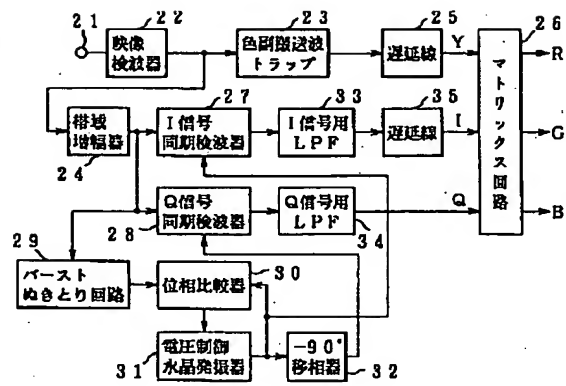 21
22
映像
検波器
23
色副搬送波
トラップ
25
遅延線
Y
26
マトリックス回路
R
G
B
24
帯域
増幅器
27
I信号
同期検波器
33
I信号用
LPF
35
遅延線
I
28
Q信号
同期検波器
34
Q信号用
LPF
Q
29
バースト
ぬきとり回路
30
位相比較器
31
電圧制御
水晶発振器
32
-90°
移相器